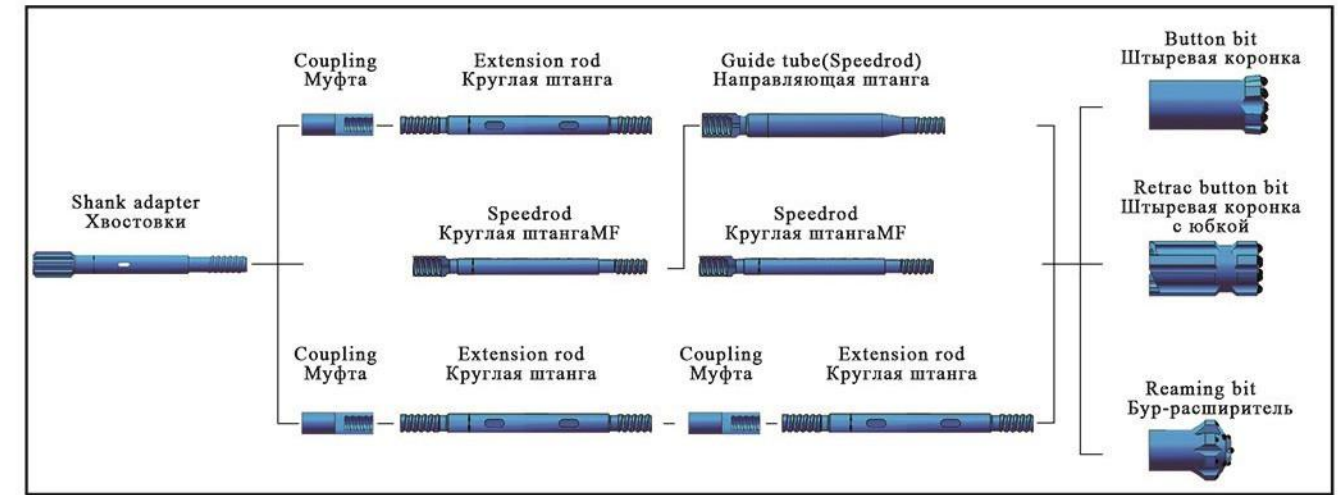 Coupling
Муфта
Extension rod
Круглая штанга
Guide tube(Speedrod)
Направляющая штанга
Button bit
Штыревая коронка
Shank adapter
Хвостовки
Speedrod
Круглая штангаMF
Speedrod
Круглая штангаMF
Retrac button bit
Штыревая коронка
с юбкой
Coupling
Муфта
Extension rod
Круглая штанга
Coupling
Муфта
Extension rod
Круглая штанга
Reaming bit
Бур-расширитель